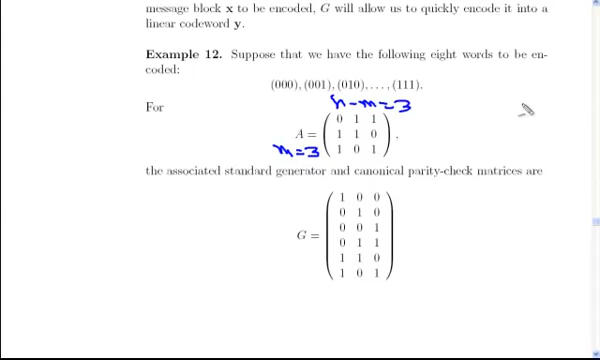 message block x to be encoded, G will allow us to quickly encode it into a
linear codeword y.
Example 12. Suppose that we have the following eight words to be en-
coded:
(000), (001), (010), . . . , (111).
For
n-m=3
A = ( 0 1 1
1 1 0
1 0 1 ) .
m=3
the associated standard generator and canonical parity-check matrices are
G = ( 1 0 0
0 1 0
0 0 1
0 1 1
1 1 0
1 0 1 )